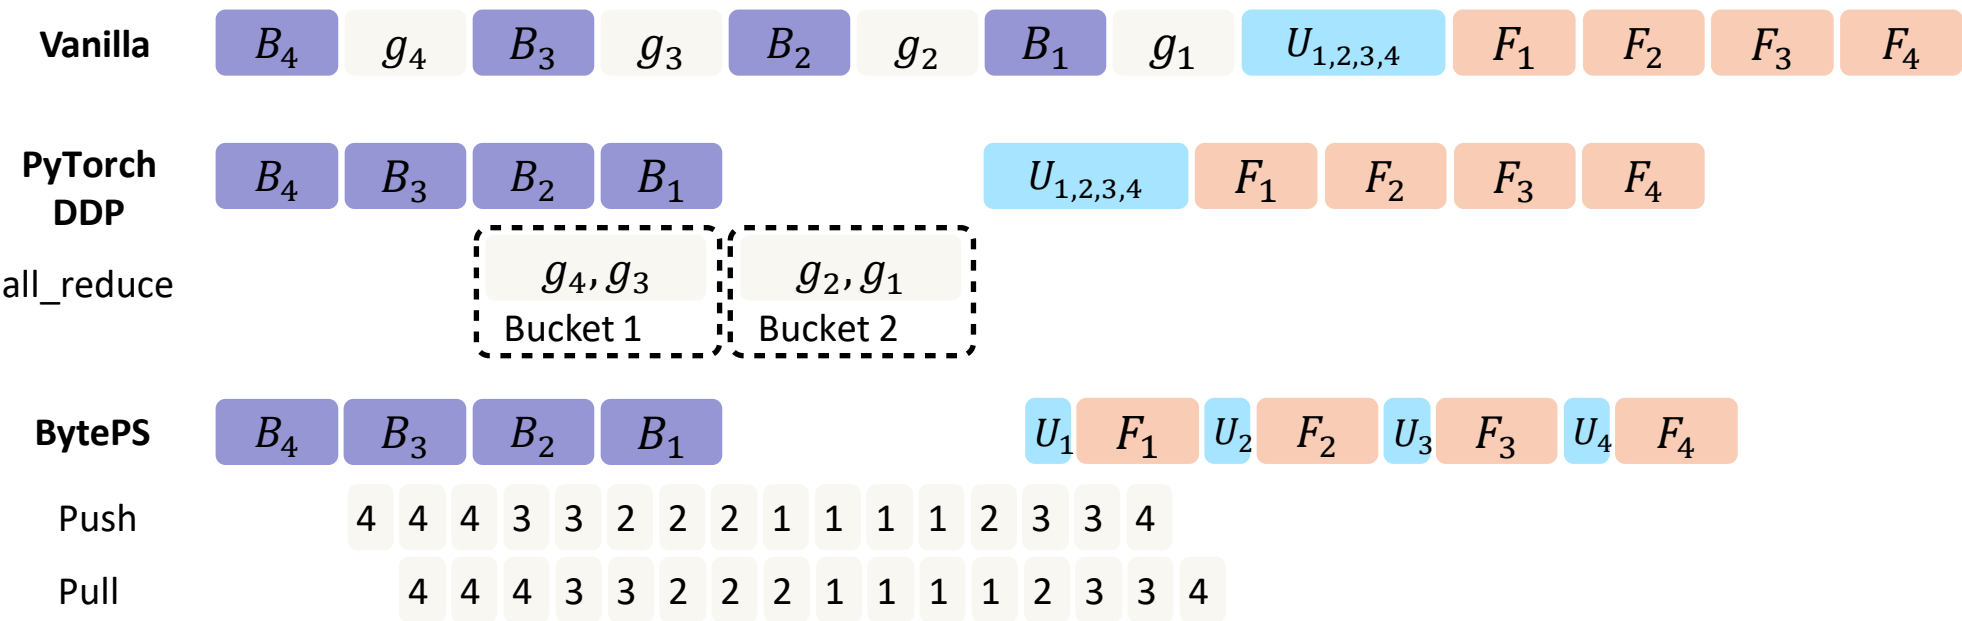 Vanilla B₄ g₄ B₃ g₃ B₂ g₂ B₁ g₁ U₁,₂,₃,₄ F₁ F₂ F₃ F₄
PyTorch
DDP
B₄ B₃ B₂ B₁ U₁,₂,₃,₄ F₁ F₂ F₃ F₄
all_reduce
g₄, g₃ g₂, g₁
Bucket 1 Bucket 2
BytePS B₄ B₃ B₂ B₁ U₁ F₁ U₂ F₂ U₃ F₃ U₄ F₄
Push 4 4 4 3 3 2 2 2 1 1 1 1 2 3 3 4
Pull 4 4 4 3 3 2 2 2 1 1 1 1 2 3 3 4